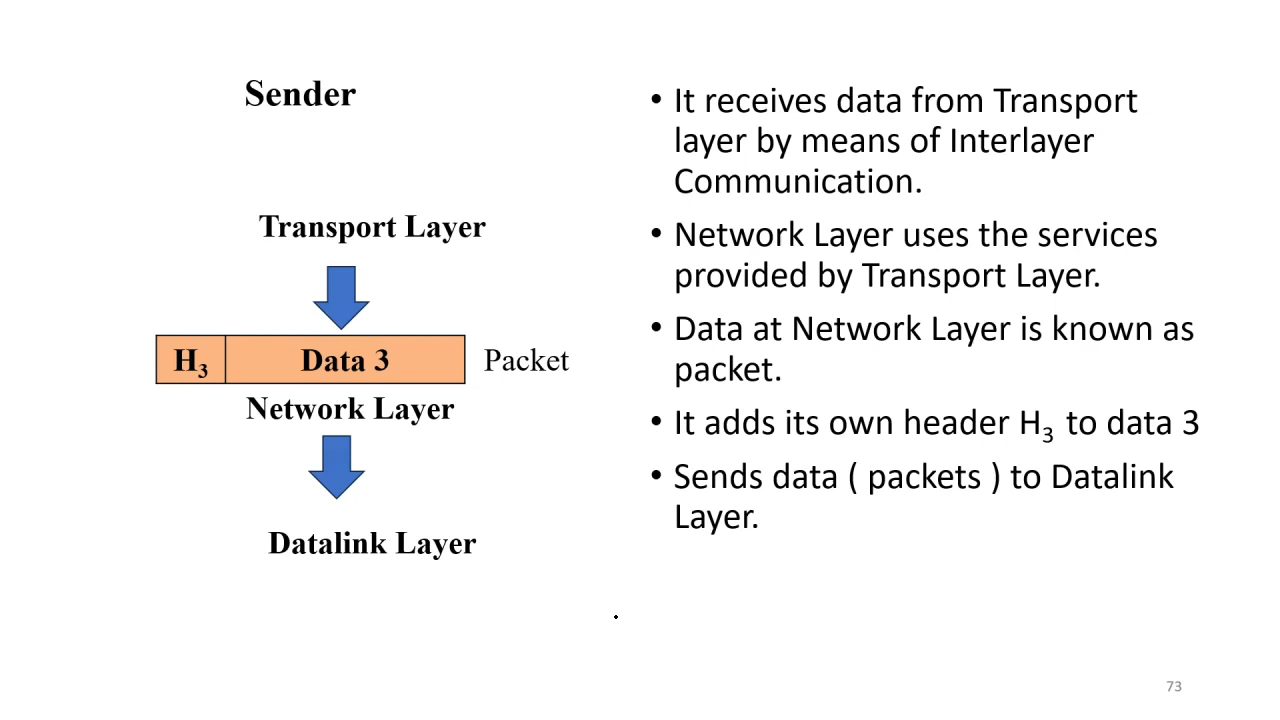 Sender
Transport Layer
H₃ Data 3 Packet
Network Layer
Datalink Layer
• It receives data from Transport
layer by means of Interlayer
Communication.
• Network Layer uses the services
provided by Transport Layer.
• Data at Network Layer is known as
packet.
• It adds its own header H₃ to data 3
• Sends data ( packets ) to Datalink
Layer.
73